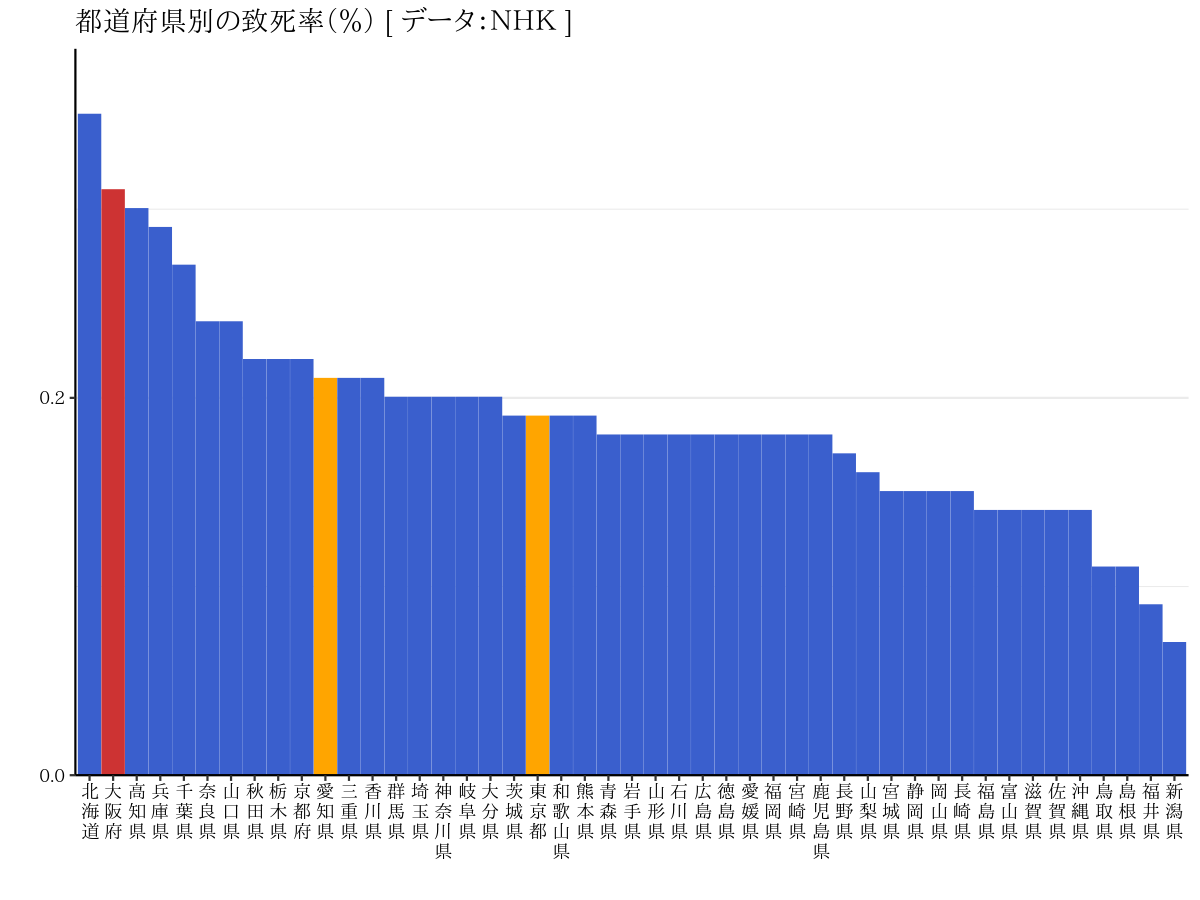 都道府県別の致死率(%) [ データ:NHK ]
0.2
0.0
北海道
大阪府
高知県
兵庫県
千葉県
奈良県
山口県
秋田県
栃木県
京都府
愛知県
三重県
香川県
群馬県
埼玉県
神奈川県
岐阜県
大分県
茨城県
東京都
和歌山県
熊本県
青森県
岩手県
山形県
石川県
広島県
徳島県
愛媛県
福岡県
宮崎県
鹿児島県
長野県
山梨県
宮城県
静岡県
岡山県
長崎県
福島県
富山県
滋賀県
佐賀県
沖縄県
鳥取県
島根県
福井県
新潟県